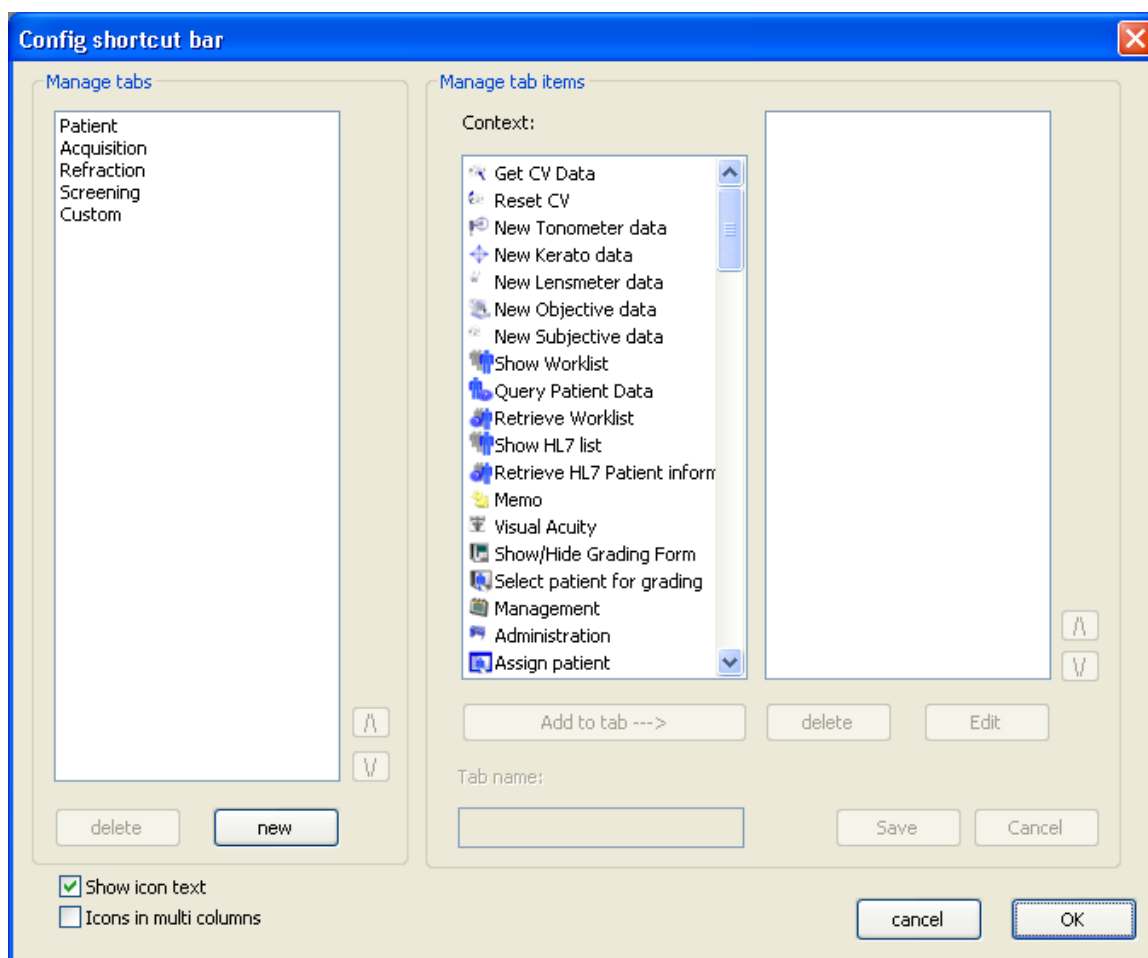 Config shortcut bar
Manage tabs
Patient
Acquisition
Refraction
Screening
Custom
/\
\/
delete
new
Manage tab items
Context:
Get CV Data
Reset CV
New Tonometer data
New Kerato data
New Lensmeter data
New Objective data
New Subjective data
Show Worklist
Query Patient Data
Retrieve Worklist
Show HL7 list
Retrieve HL7 Patient inform
Memo
Visual Acuity
Show/Hide Grading Form
Select patient for grading
Management
Administration
Assign patient
/\
\/
Add to tab --->
delete
Edit
Tab name:
Save
Cancel
Show icon text
Icons in multi columns
cancel
OK